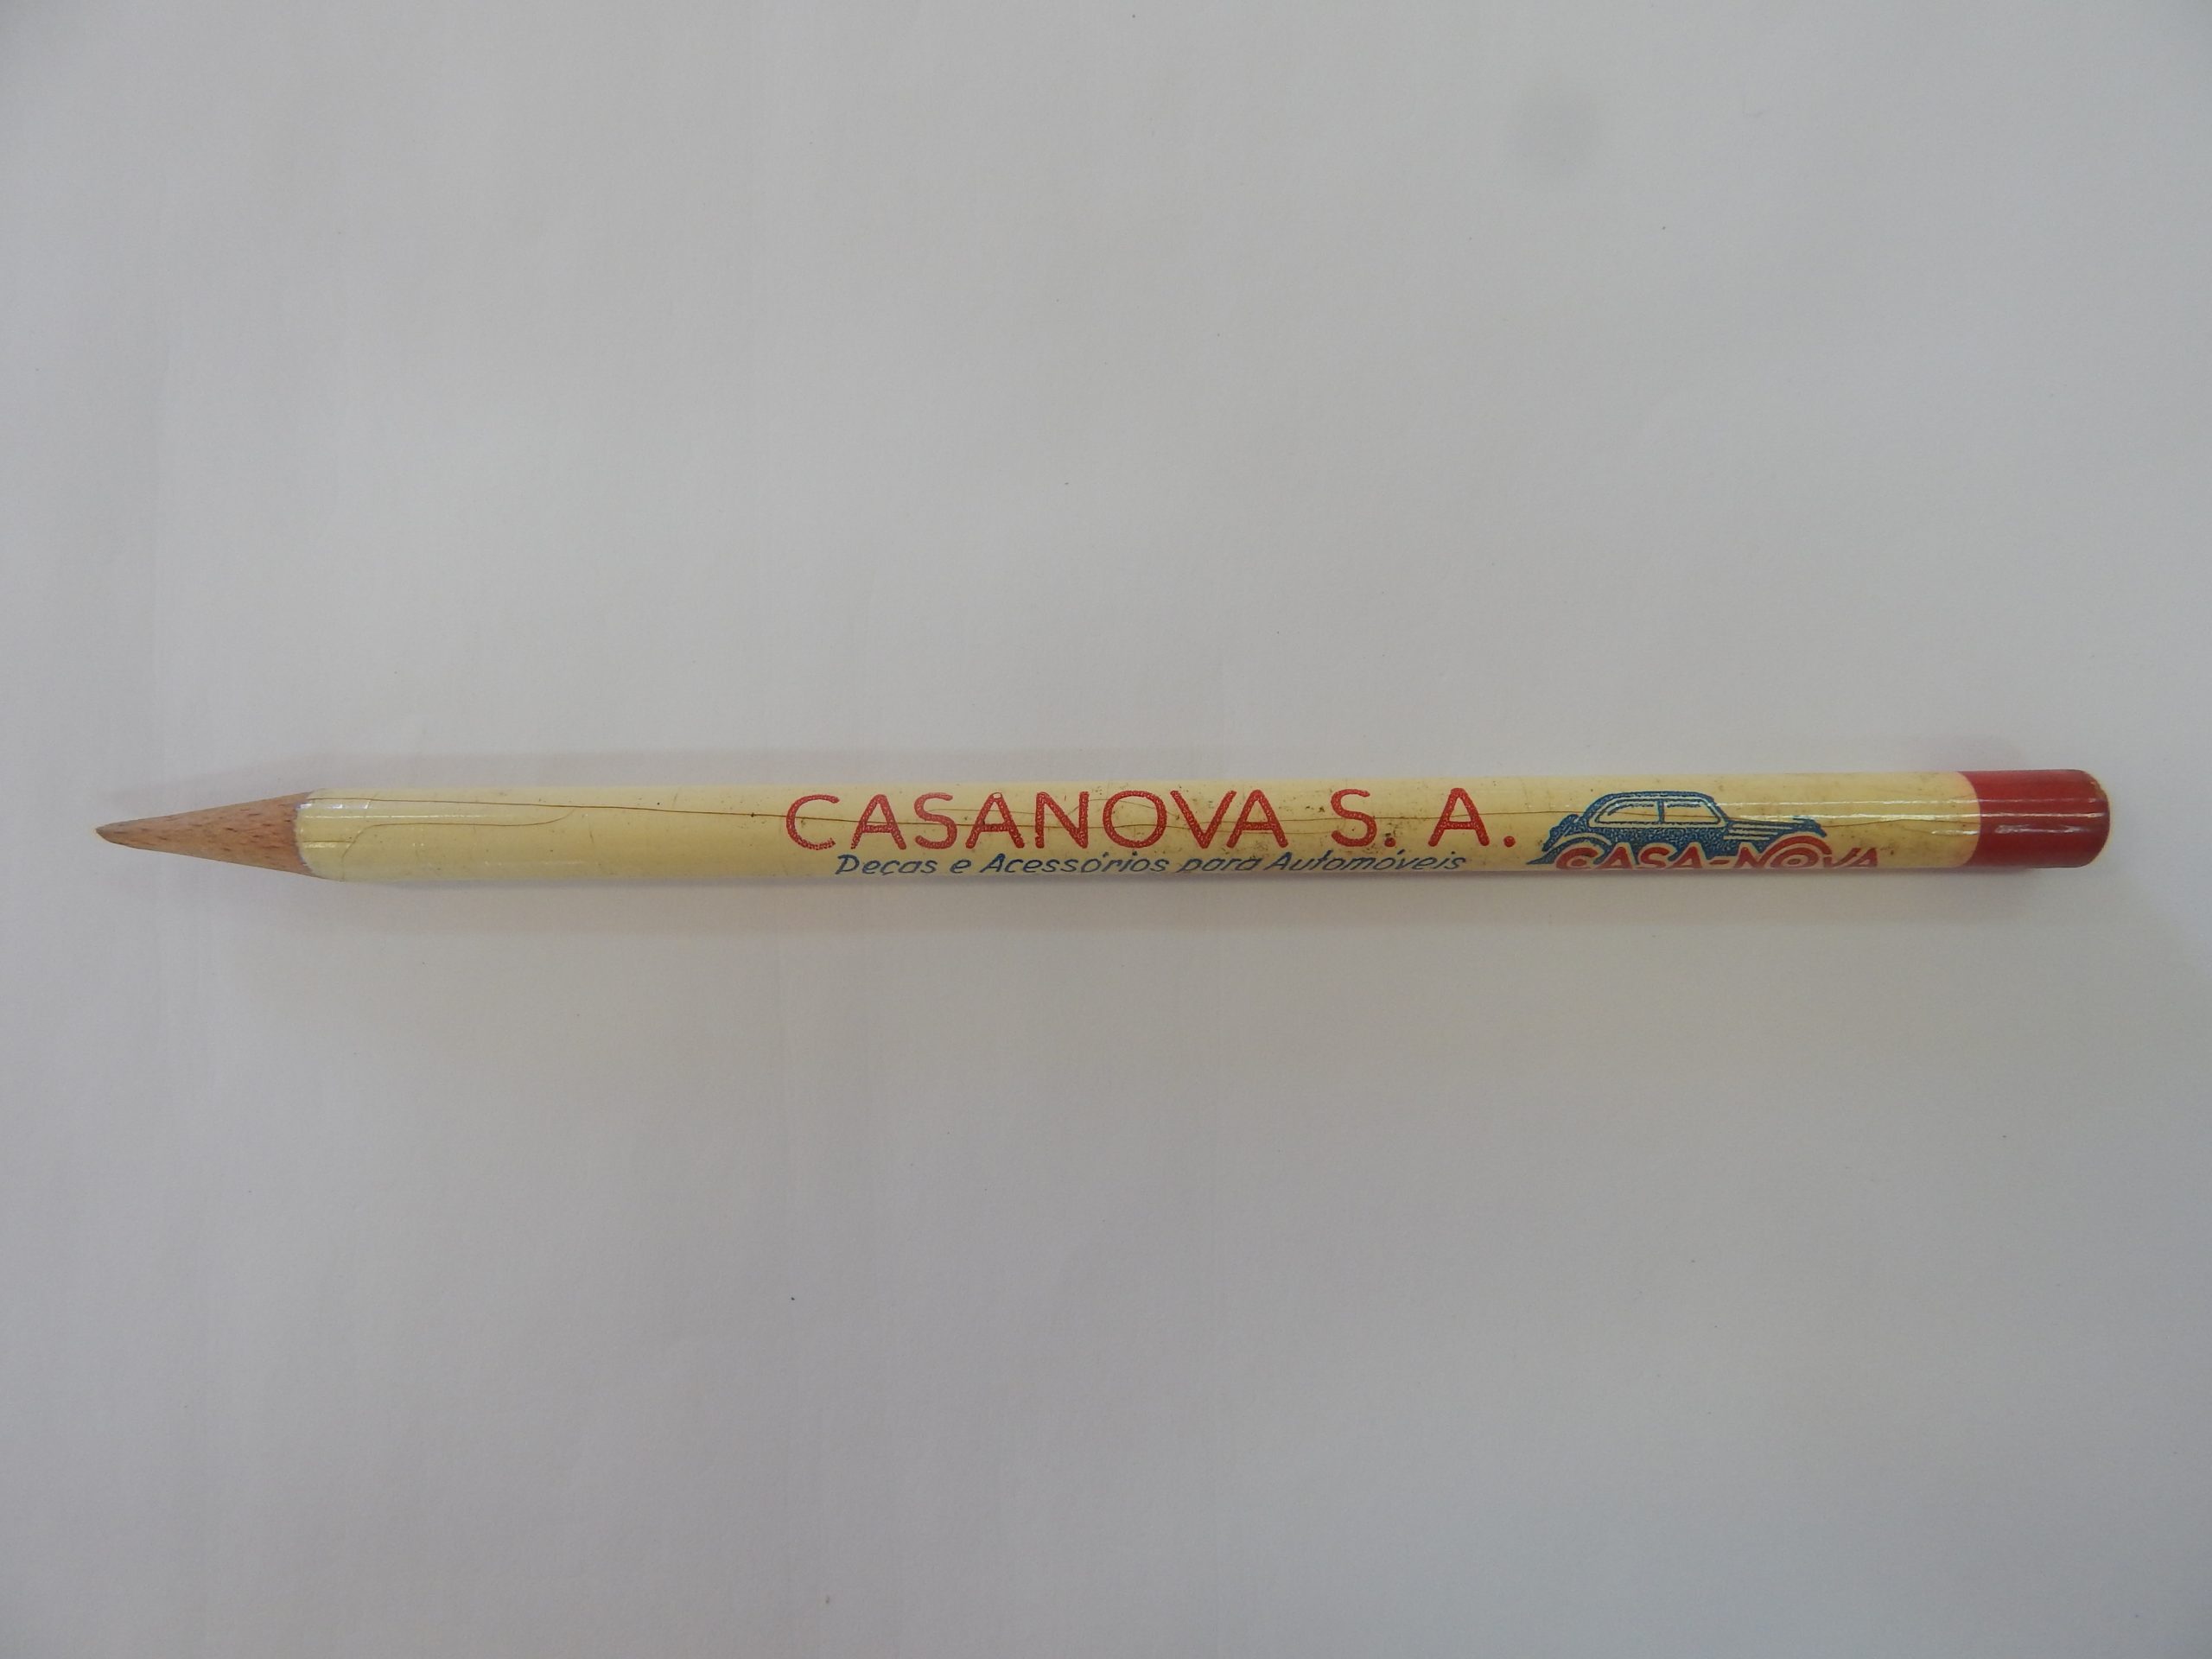 CASANOVA S. A.
Peças e Acessórios para Automóveis
CASA-NOVA